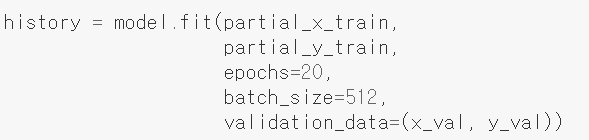 history = model.fit(partial_x_train,
                    partial_y_train,
                    epochs=20,
                    batch_size=512,
                    validation_data=(x_val, y_val))